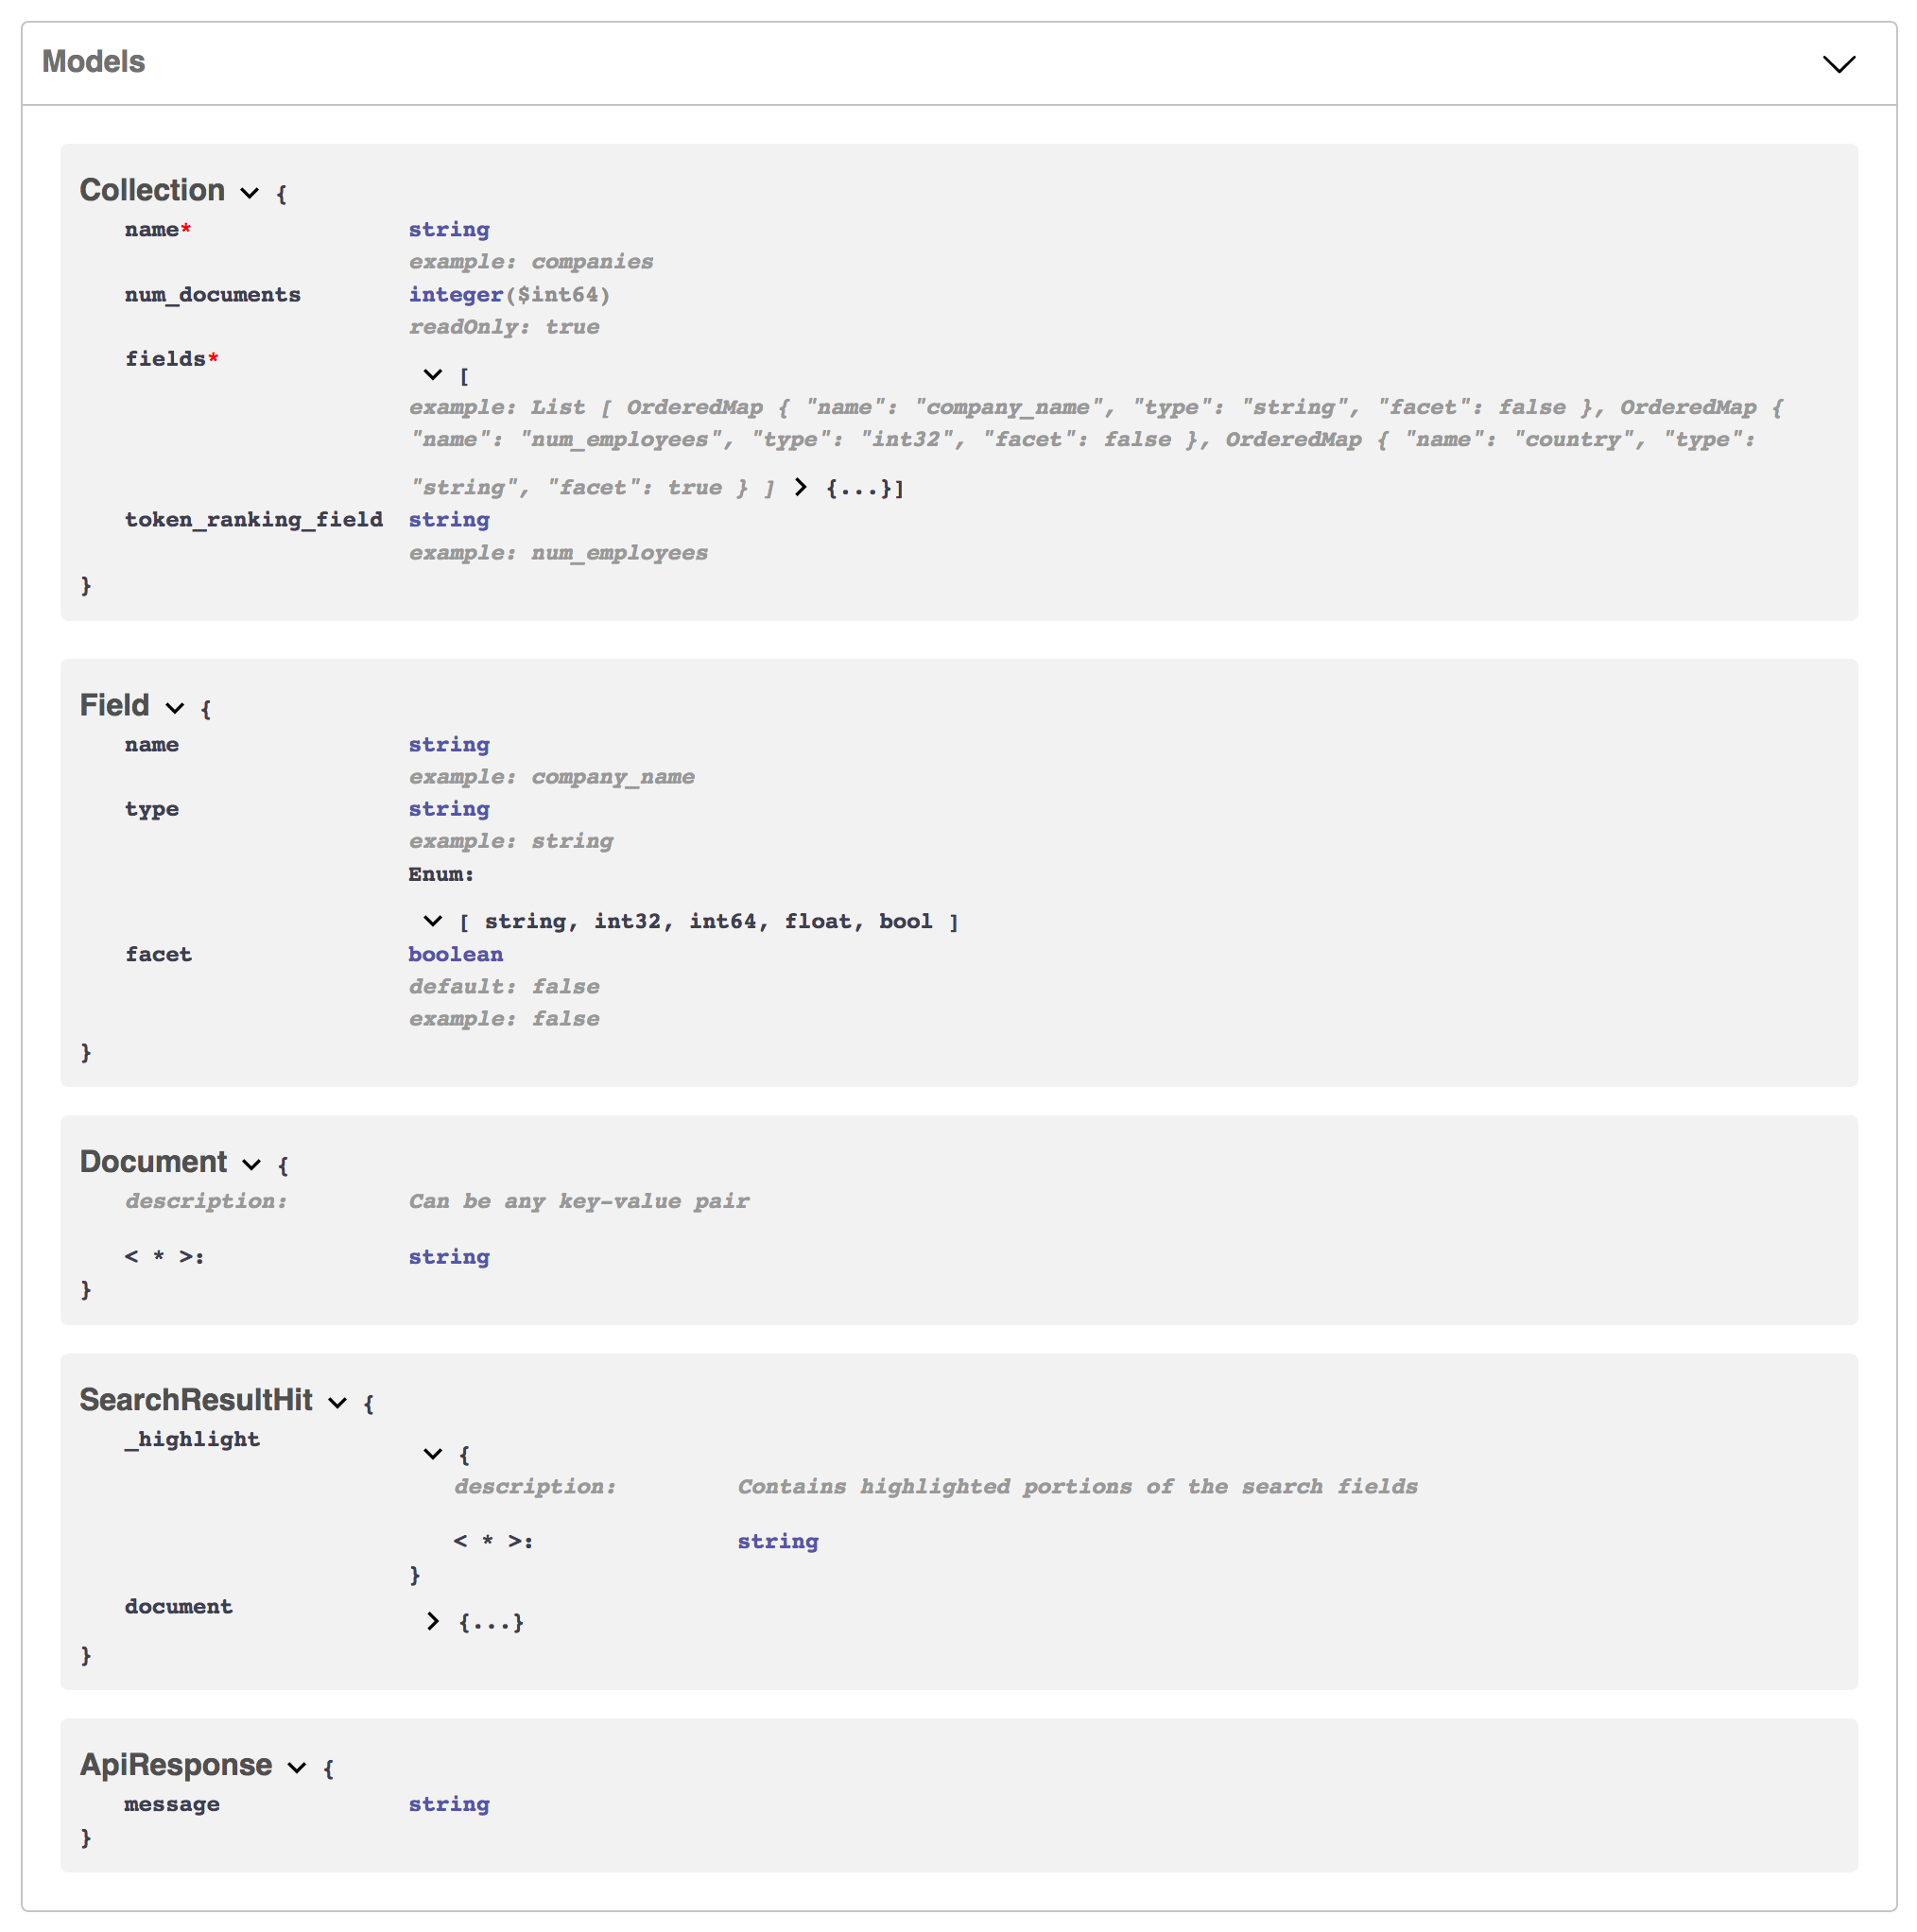 Models
Collection {
name* string
example: companies
num_documents integer($int64)
readOnly: true
fields*
[
example: List [ OrderedMap { "name": "company_name", "type": "string", "facet": false }, OrderedMap {
"name": "num_employees", "type": "int32", "facet": false }, OrderedMap { "name": "country", "type":
"string", "facet": true } ] {...}]
token_ranking_field string
example: num_employees
}
Field {
name string
example: company_name
type string
example: string
Enum:
[ string, int32, int64, float, bool ]
facet boolean
default: false
example: false
}
Document {
description: Can be any key-value pair
< * >: string
}
SearchResultHit {
_highlight
{
description: Contains highlighted portions of the search fields
< * >: string
}
document
{...}
}
ApiResponse {
message string
}